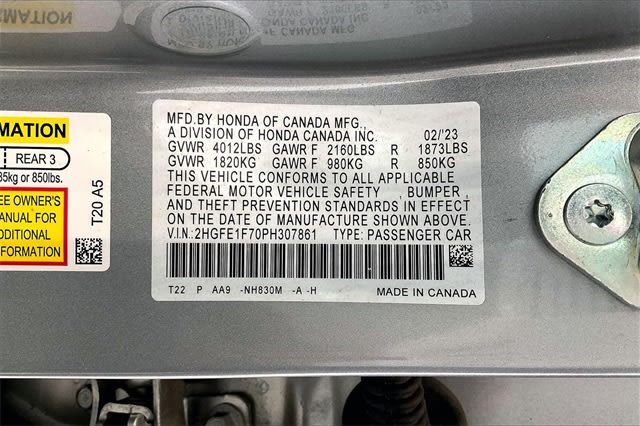 MFD.BY HONDA OF CANADA MFG.,
A DIVISION OF HONDA CANADA INC. 02/'23
GVWR 4012LBS GAWR F 2160LBS R 1873LBS
GVWR 1820KG GAWR F 980KG R 850KG
THIS VEHICLE CONFORMS TO ALL APPLICABLE
FEDERAL MOTOR VEHICLE SAFETY , BUMPER ,
AND THEFT PREVENTION STANDARDS IN EFFECT
ON THE DATE OF MANUFACTURE SHOWN ABOVE.
V.I.N.:2HGFE1F70PH307861 TYPE: PASSENGER CAR
T22 P AA9 -NH830M -A -H MADE IN CANADA
MATION
REAR 3
85kg or 850lbs.
EE OWNER'S
ANUAL FOR
DDITIONAL
FORMATION
T20 A5
ORMATION